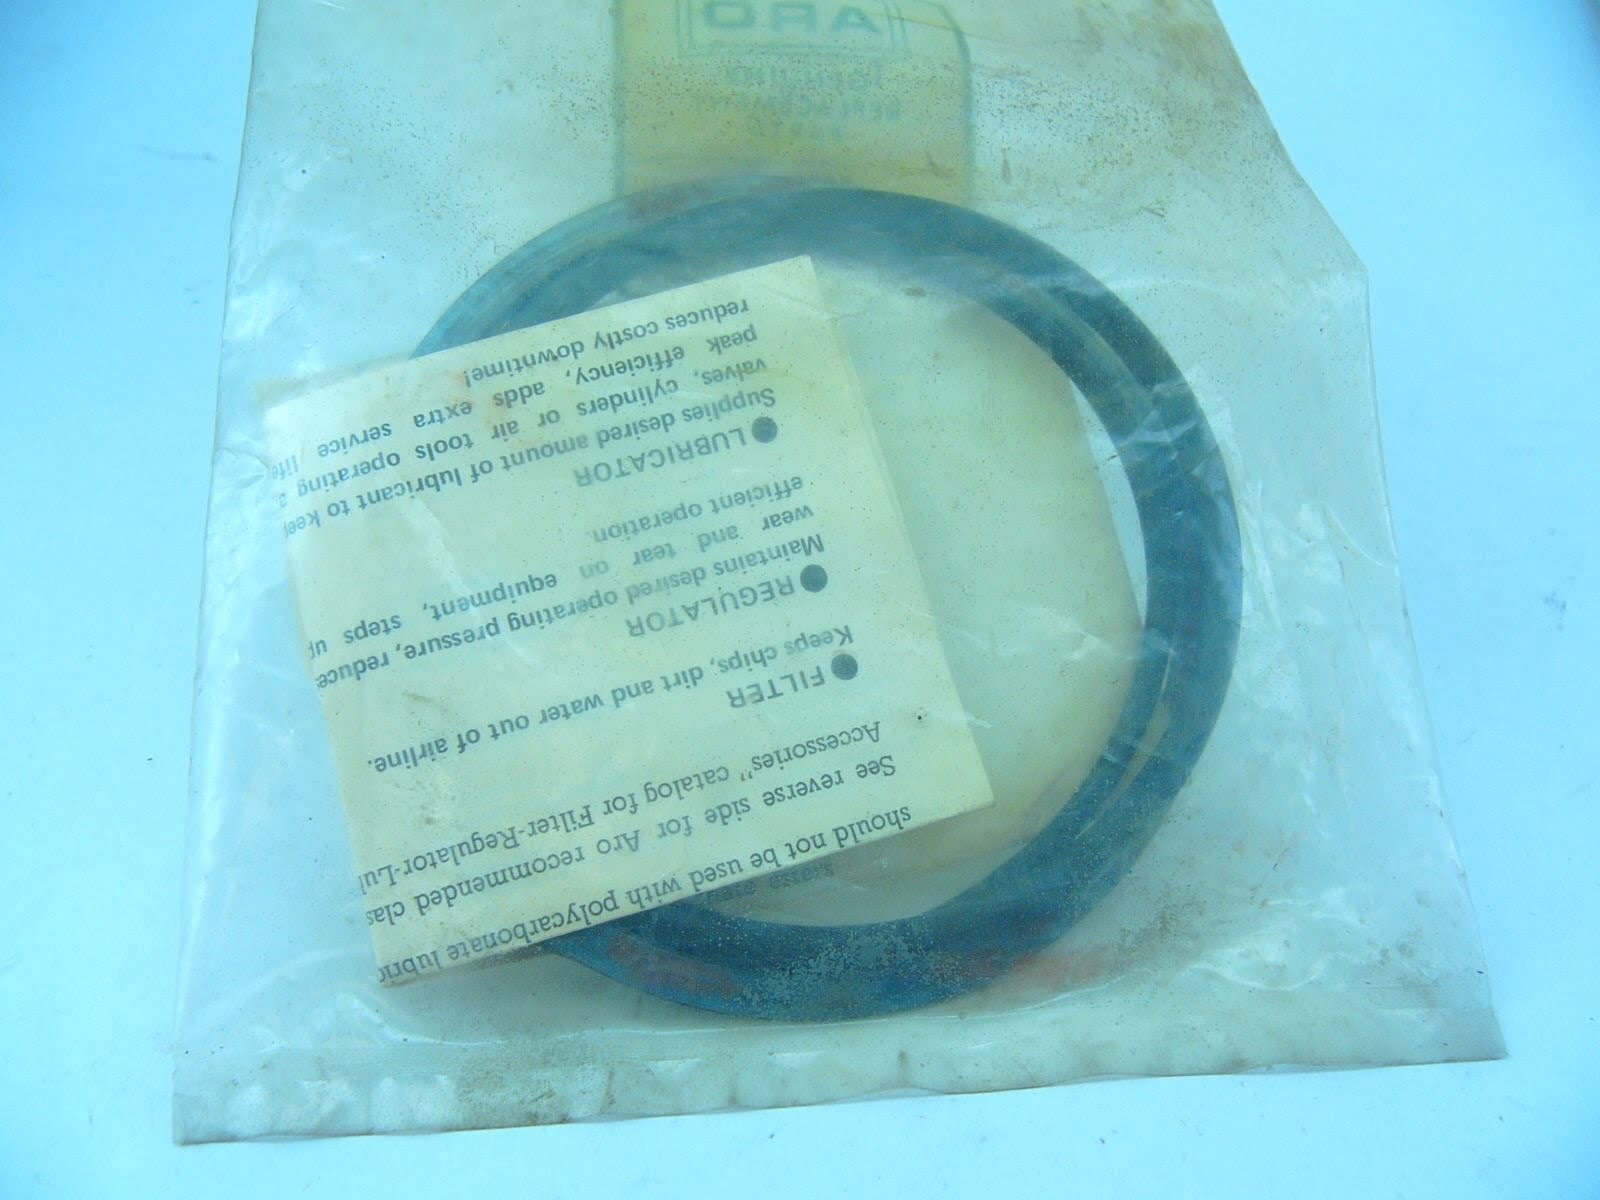 ARO
REPLACEMENT
should not be used with polycarbonate lubric
See reverse side for Aro recommended clas
Accessories" catalog for Filter-Regulator-Lu
● FILTER
Keeps chips, dirt and water out of airline.
● REGULATOR
Maintains desired operating pressure, reduce
wear and tear on equipment, steps up
efficient operation.
● LUBRICATOR
Supplies desired amount of lubricant to keep
valves, cylinders or air tools operating a
peak efficiency, adds extra service life
reduces costly downtime!